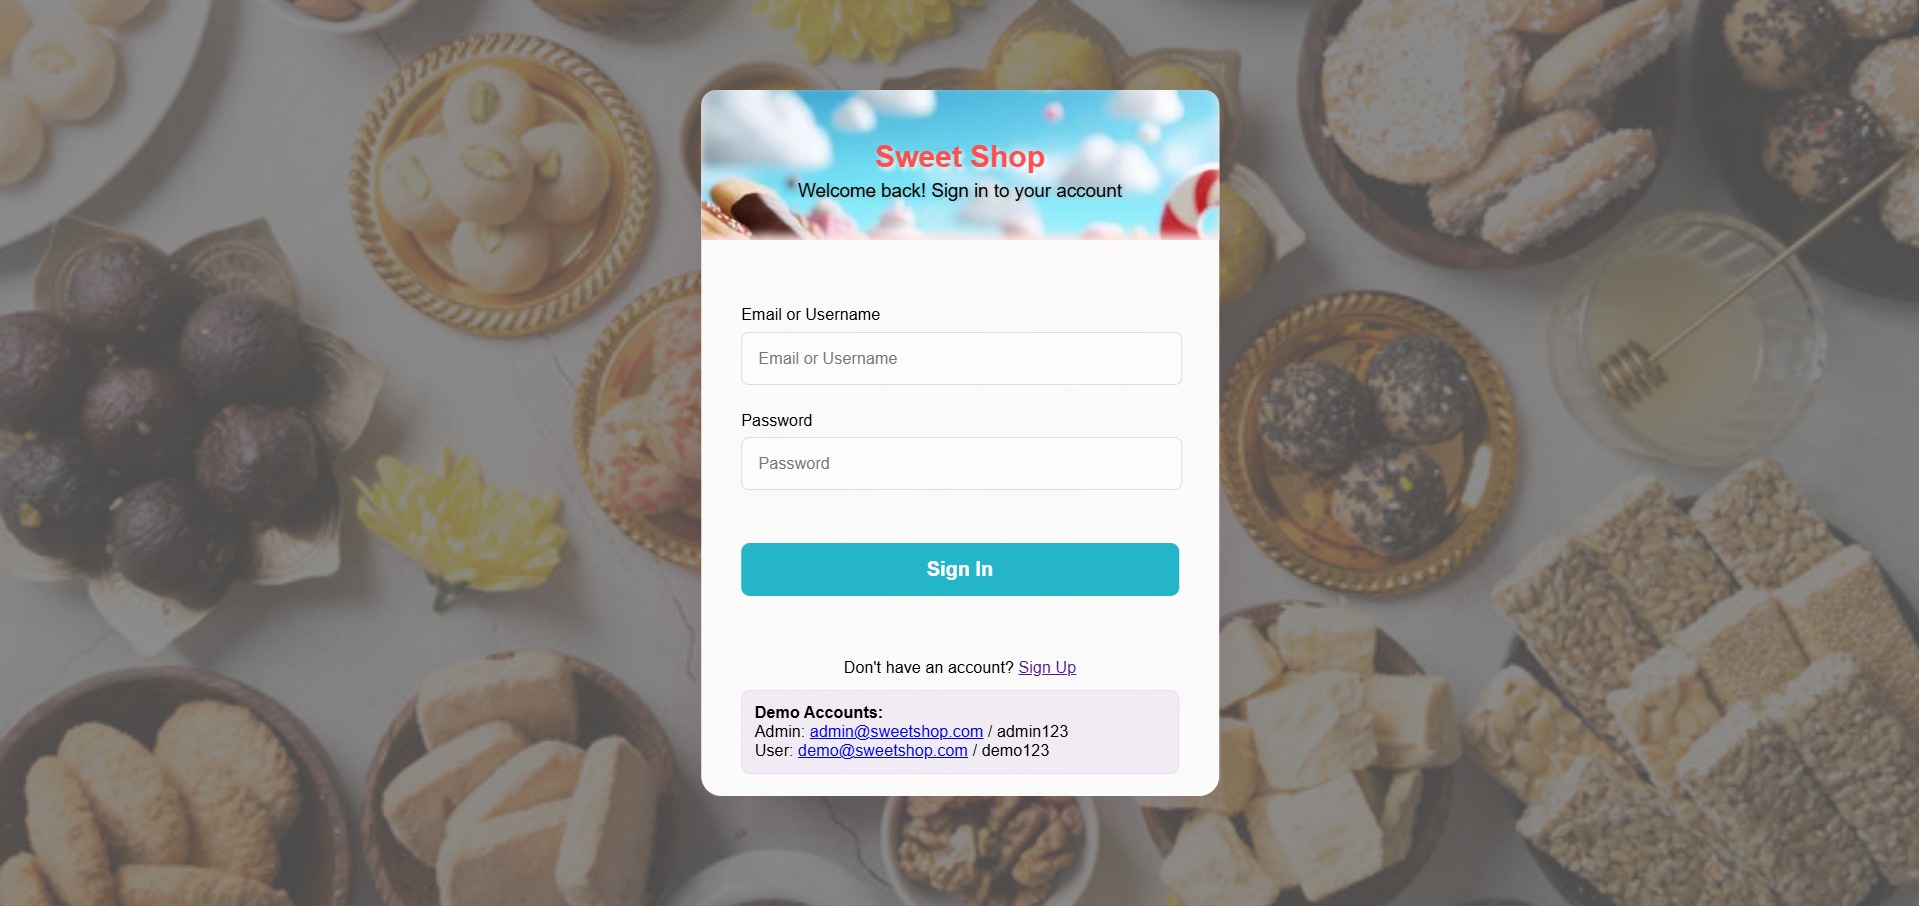 Sweet Shop
Welcome back! Sign in to your account
Email or Username
Email or Username
Password
Password
Sign In
Don't have an account? Sign Up
Demo Accounts:
Admin: admin@sweetshop.com / admin123
User: demo@sweetshop.com / demo123